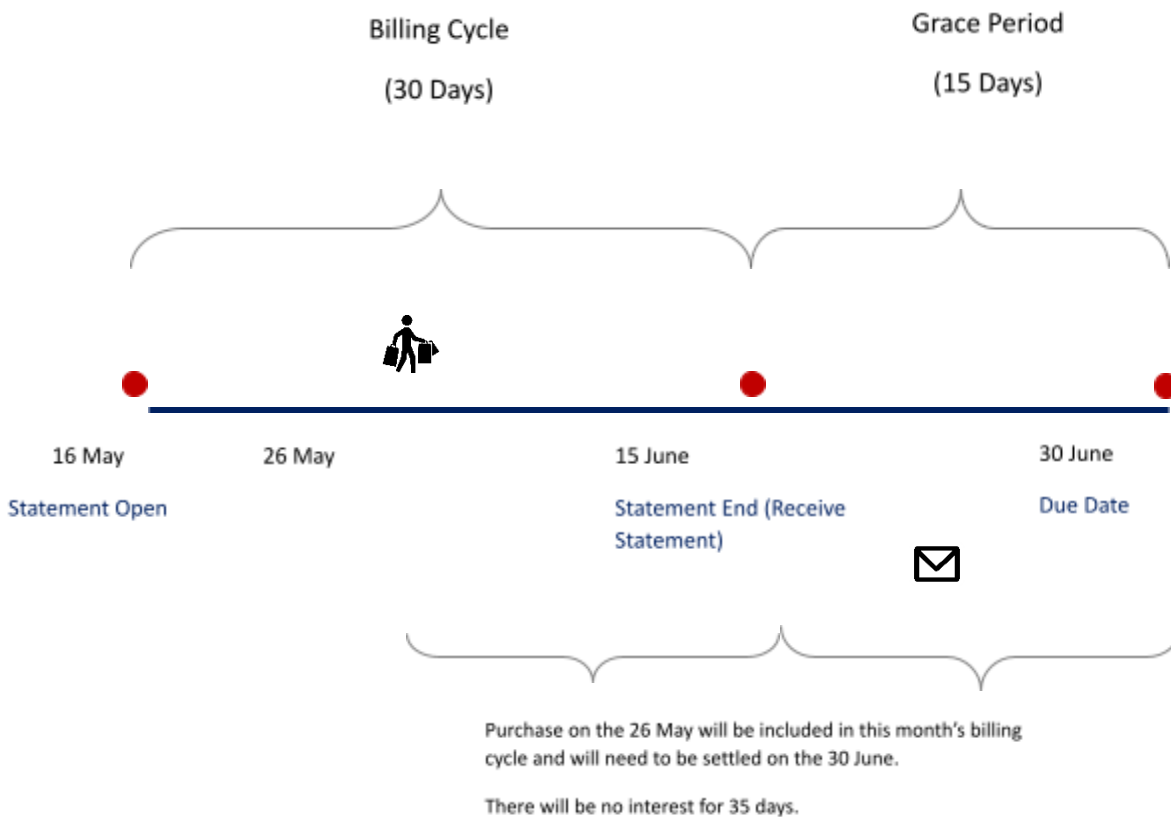 Billing Cycle
(30 Days)
Grace Period
(15 Days)
16 May
Statement Open
26 May
15 June
Statement End (Receive
Statement)
30 June
Due Date
Purchase on the 26 May will be included in this month's billing
cycle and will need to be settled on the 30 June.
There will be no interest for 35 days.